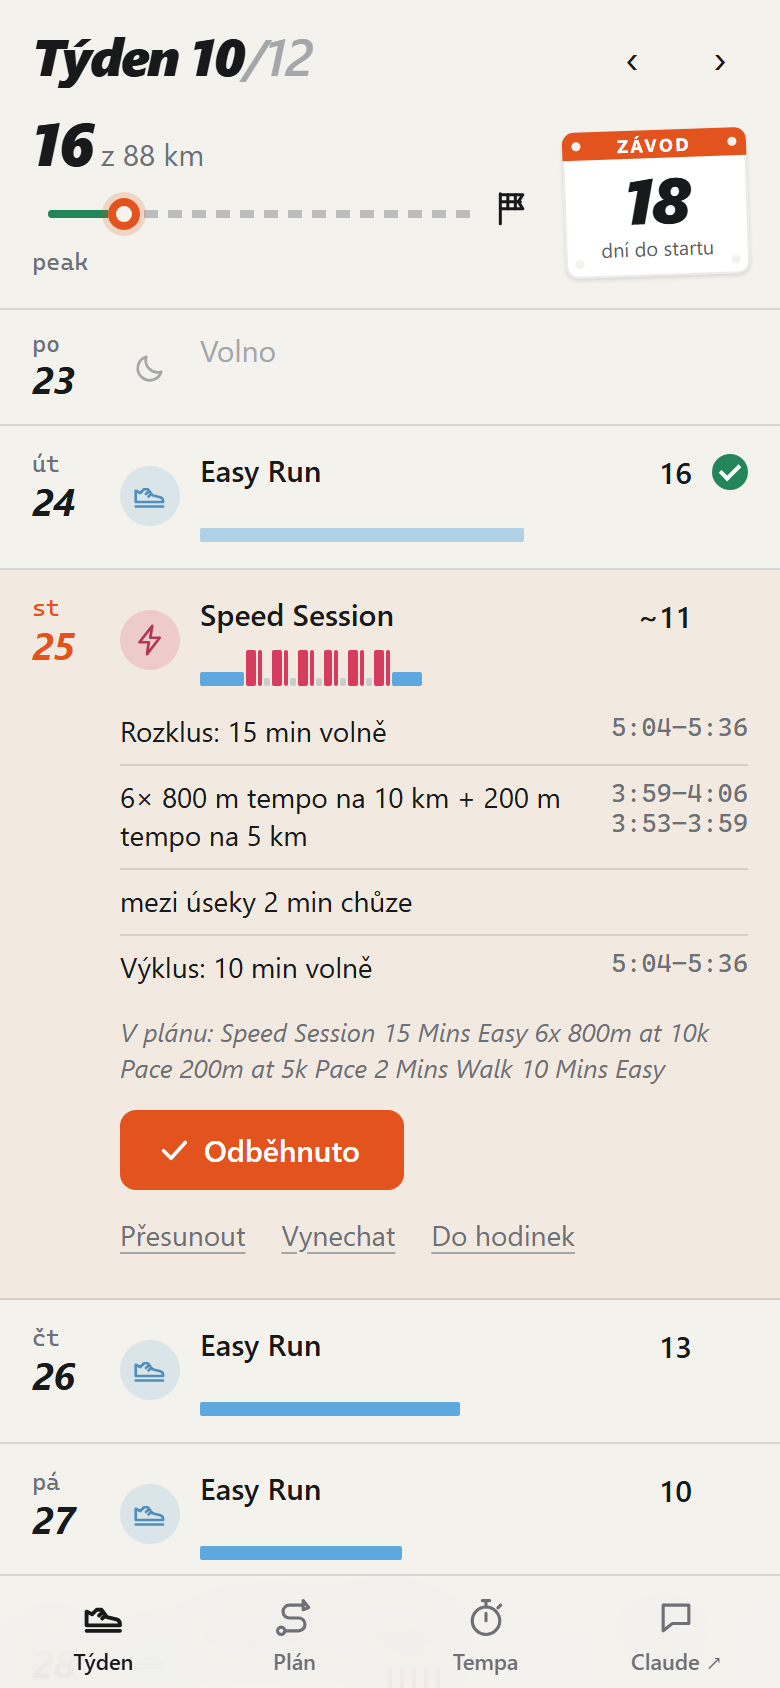 Týden 10/12
‹ ›
16 z 88 km
peak
ZÁVOD
18
dní do startu
po
23
Volno
út
24
Easy Run
16
st
25
Speed Session
~11
Rozklus: 15 min volně
5:04–5:36
6× 800 m tempo na 10 km + 200 m
tempo na 5 km
3:59–4:06
3:53–3:59
mezi úseky 2 min chůze
Výklus: 10 min volně
5:04–5:36
V plánu: Speed Session 15 Mins Easy 6x 800m at 10k
Pace 200m at 5k Pace 2 Mins Walk 10 Mins Easy
Odběhnuto
Přesunout Vynechat Do hodinek
čt
26
Easy Run
13
pá
27
Easy Run
10
28
Týden Plán Tempa Claude ↗